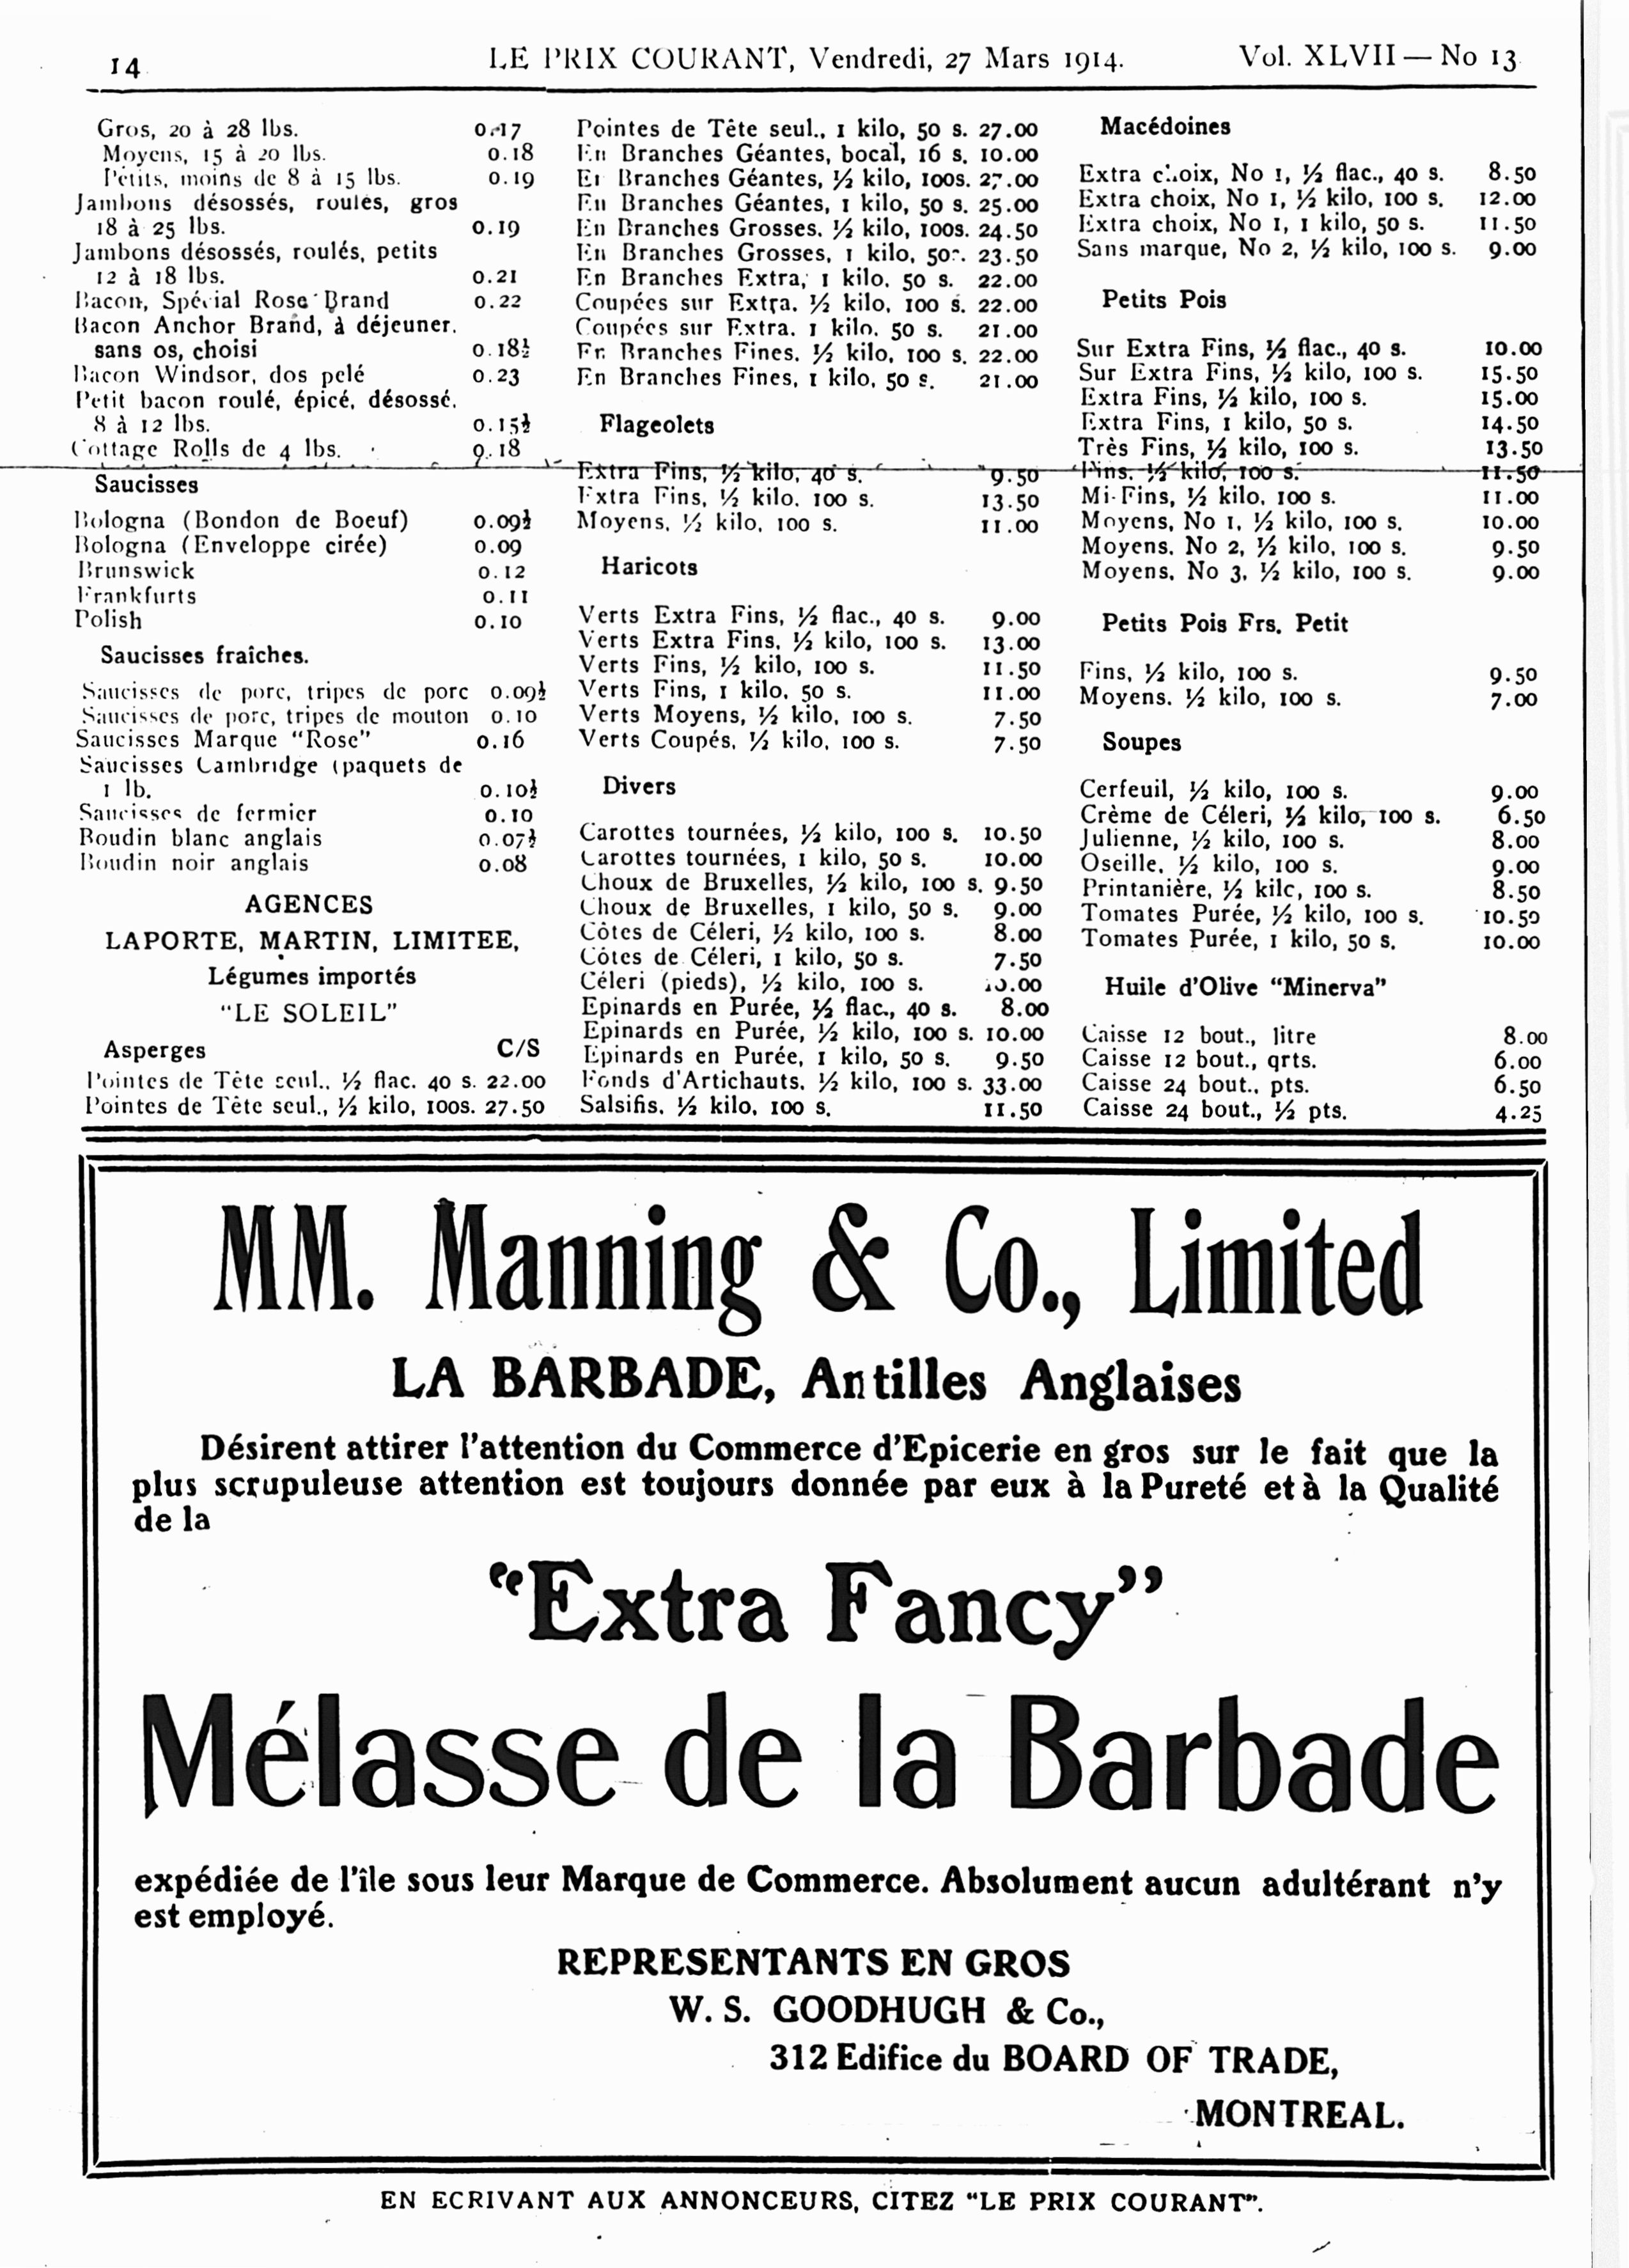 14
LE PRIX COURANT, Vendredi, 27 Mars 1914.
Vol. XLVII — No 13
Gros, 20 à 28 lbs. 0.17
Moyens, 15 à 20 lbs. 0.18
Petits, moins de 8 à 15 lbs. 0.19
Jambons désossés, roulés, gros
18 à 25 lbs. 0.19
Jambons désossés, roulés, petits
12 à 18 lbs. 0.21
Bacon, Spécial Rose Brand 0.22
Bacon Anchor Brand, à déjeuner,
sans os, choisi 0.18½
Bacon Windsor, dos pelé 0.23
Petit bacon roulé, épicé, désossé,
8 à 12 lbs. 0.15½
Cottage Rolls de 4 lbs. 0.18
Saucisses
Bologna (Bondon de Boeuf) 0.09½
Bologna (Enveloppe cirée) 0.09
Brunswick 0.12
Frankfurts 0.11
Polish 0.10
Saucisses fraîches.
Saucisses de porc, tripes de porc 0.09½
Saucisses de porc, tripes de mouton 0.10
Saucisses Marque "Rose" 0.16
Saucisses Cambridge (paquets de
1 lb. 0.10½
Saucisses de fermier 0.10
Boudin blanc anglais 0.07½
Boudin noir anglais 0.08
AGENCES
LAPORTE, MARTIN, LIMITEE,
Légumes importés
"LE SOLEIL"
Asperges C/S
Pointes de Tête seul., ½ flac. 40 s. 22.00
Pointes de Tête seul., ½ kilo, 100s. 27.50
Pointes de Tête seul., 1 kilo, 50 s. 27.00
En Branches Géantes, bocal, 16 s. 10.00
En Branches Géantes, ½ kilo, 100s. 27.00
En Branches Géantes, 1 kilo, 50 s. 25.00
En Branches Grosses, ½ kilo, 100s. 24.50
En Branches Grosses, 1 kilo, 50s. 23.50
En Branches Extra, 1 kilo, 50 s. 22.00
Coupées sur Extra, ½ kilo, 100 s. 22.00
Coupées sur Extra, 1 kilo, 50 s. 21.00
En Branches Fines, ½ kilo, 100 s. 22.00
En Branches Fines, 1 kilo, 50 s. 21.00
Flageolets
Extra Fins, ½ kilo, 40 s. 9.50
Extra Fins, ½ kilo, 100 s. 13.50
Moyens, ½ kilo, 100 s. 11.00
Haricots
Verts Extra Fins, ½ flac., 40 s. 9.00
Verts Extra Fins, ½ kilo, 100 s. 13.00
Verts Fins, ½ kilo, 100 s. 11.50
Verts Fins, 1 kilo, 50 s. 11.00
Verts Moyens, ½ kilo, 100 s. 7.50
Verts Coupés, ½ kilo, 100 s. 7.50
Divers
Carottes tournées, ½ kilo, 100 s. 10.50
Carottes tournées, 1 kilo, 50 s. 10.00
Choux de Bruxelles, ½ kilo, 100 s. 9.50
Choux de Bruxelles, 1 kilo, 50 s. 9.00
Côtes de Céleri, ½ kilo, 100 s. 8.00
Côtes de Céleri, 1 kilo, 50 s. 7.50
Céleri (pieds), ½ kilo, 100 s.
Epinards en Purée, ½ flac., 40 s. 8.00
Epinards en Purée, ½ kilo, 100 s. 10.00
Epinards en Purée, 1 kilo, 50 s. 9.50
Fonds d'Artichauts, ½ kilo, 100 s. 33.00
Salsifis, ½ kilo, 100 s. 11.50
Macédoines
Extra choix, No 1, ½ flac., 40 s. 8.50
Extra choix, No 1, ½ kilo, 100 s. 12.00
Extra choix, No 1, 1 kilo, 50 s. 11.50
Sans marque, No 2, ½ kilo, 100 s. 9.00
Petits Pois
Sur Extra Fins, ½ flac., 40 s. 10.00
Sur Extra Fins, ½ kilo, 100 s. 15.50
Extra Fins, ½ kilo, 100 s. 15.00
Extra Fins, 1 kilo, 50 s. 14.50
Très Fins, ½ kilo, 100 s. 13.50
Fins, ½ kilo, 100 s. 11.50
Mi-Fins, ½ kilo, 100 s. 11.00
Moyens, No 1, ½ kilo, 100 s. 10.00
Moyens, No 2, ½ kilo, 100 s. 9.50
Moyens, No 3, ½ kilo, 100 s. 9.00
Petits Pois Frs. Petit
Fins, ½ kilo, 100 s. 9.50
Moyens, ½ kilo, 100 s. 7.00
Soupes
Cerfeuil, ½ kilo, 100 s. 9.00
Crème de Céleri, ½ kilo, 100 s. 6.50
Julienne, ½ kilo, 100 s. 8.00
Oseille, ½ kilo, 100 s. 9.00
Printanière, ½ kilo, 100 s. 8.50
Tomates Purée, ½ kilo, 100 s. 10.50
Tomates Purée, 1 kilo, 50 s. 10.00
Huile d'Olive "Minerva"
Caisse 12 bout., litre 8.00
Caisse 12 bout., qrts. 6.00
Caisse 24 bout., pts. 6.50
Caisse 24 bout., ½ pts. 4.25
MM. Manning & Co., Limited
LA BARBADE, Antilles Anglaises
Désirent attirer l'attention du Commerce d'Epicerie en gros sur le fait que la
plus scrupuleuse attention est toujours donnée par eux à la Pureté et à la Qualité
de la
"Extra Fancy"
Mélasse de la Barbade
expédiée de l'île sous leur Marque de Commerce. Absolument aucun adultérant n'y
est employé.
REPRESENTANTS EN GROS
W. S. GOODHUGH & Co.,
312 Edifice du BOARD OF TRADE,
MONTREAL.
EN ECRIVANT AUX ANNONCEURS, CITEZ "LE PRIX COURANT".